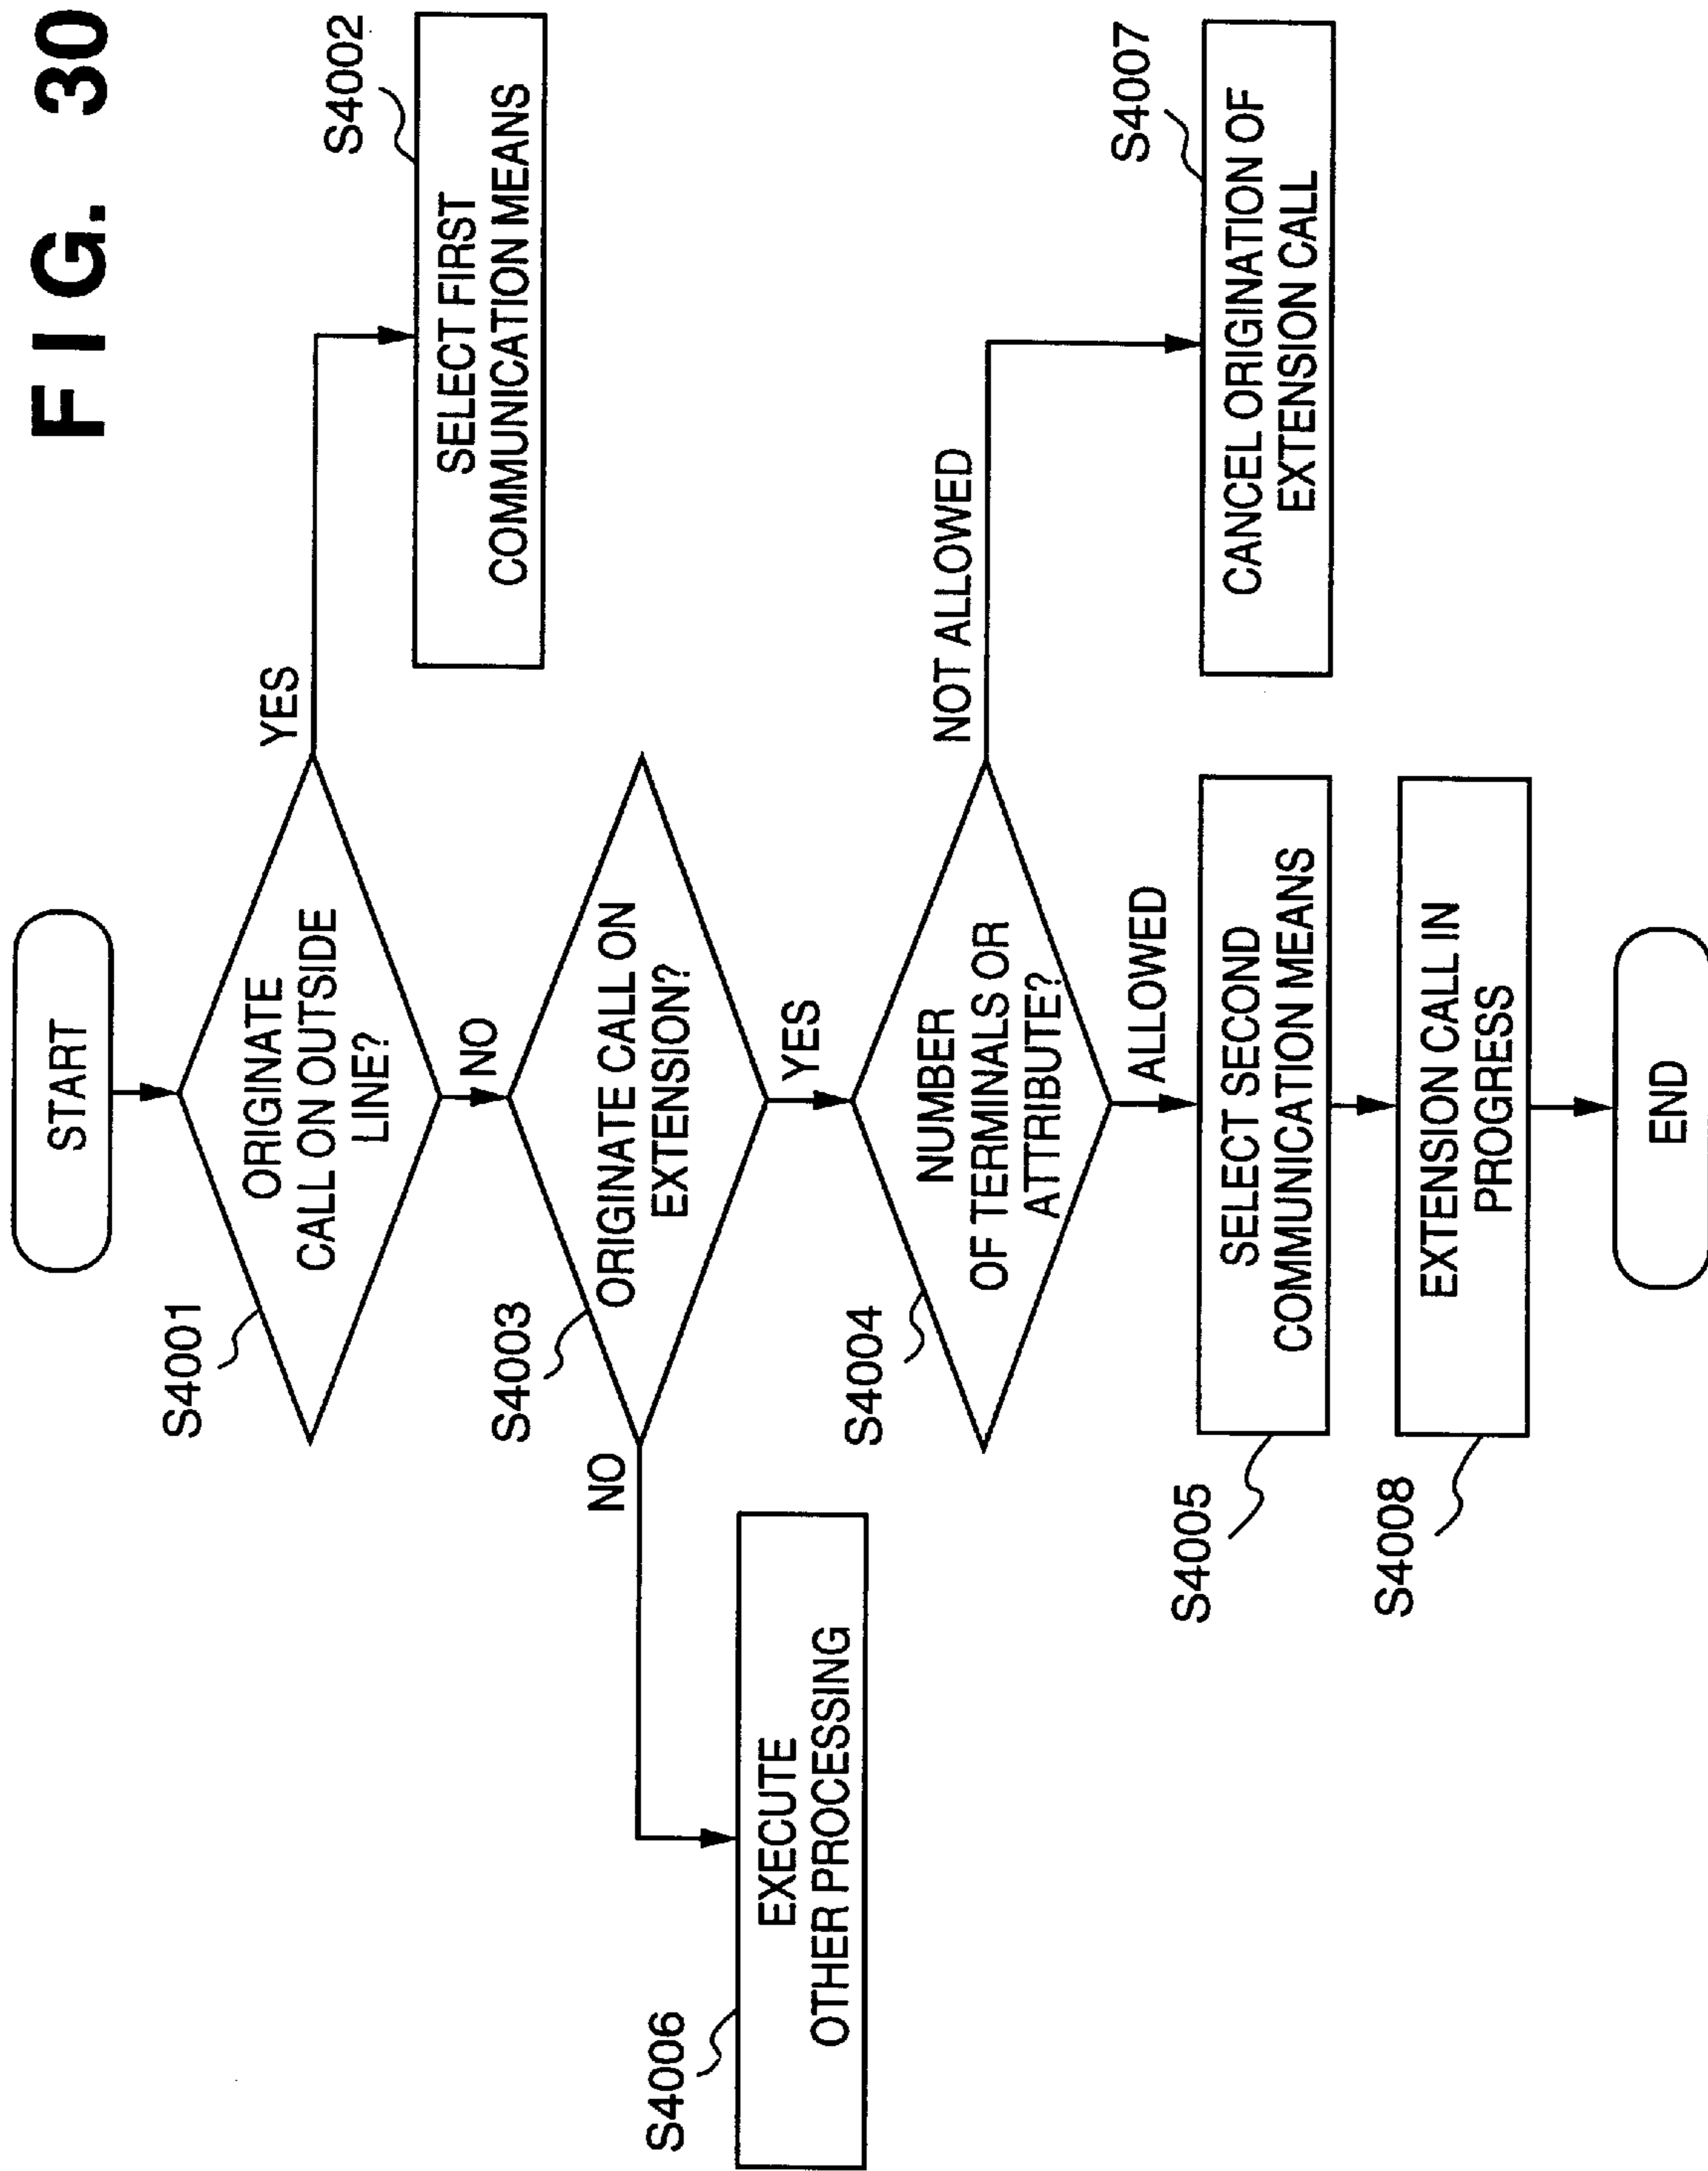 FIG. 30
START
S4001
ORIGINATE
CALL ON OUTSIDE
LINE?
YES
S4002
SELECT FIRST
COMMUNICATION MEANS
NO
S4003
ORIGINATE CALL ON
EXTENSION?
NO
S4006
EXECUTE
OTHER PROCESSING
YES
S4004
NUMBER
OF TERMINALS OR
ATTRIBUTE?
NOT ALLOWED
S4007
CANCEL ORIGINATION OF
EXTENSION CALL
ALLOWED
S4005
SELECT SECOND
COMMUNICATION MEANS
S4008
EXTENSION CALL IN
PROGRESS
END